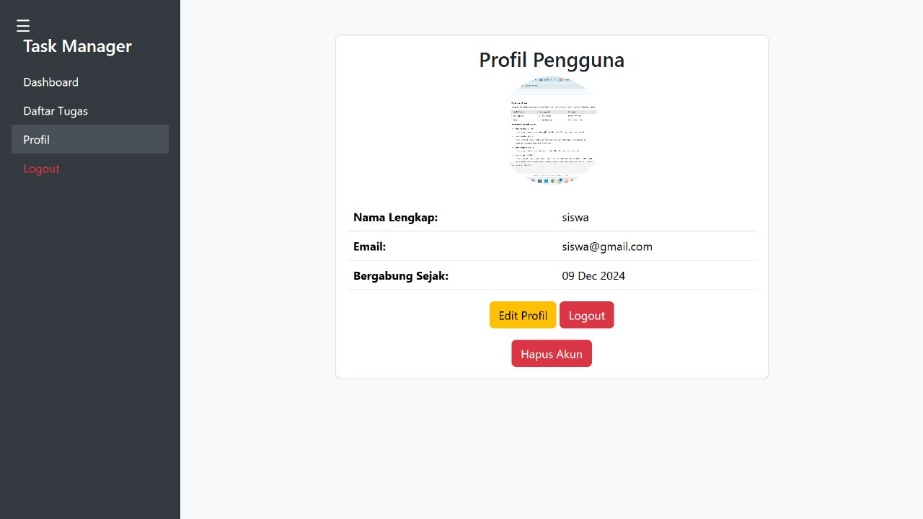 ☰
Task Manager
Dashboard
Daftar Tugas
Profil
Logout
Profil Pengguna
Nama Lengkap: siswa
Email: siswa@gmail.com
Bergabung Sejak: 09 Dec 2024
Edit Profil Logout
Hapus Akun